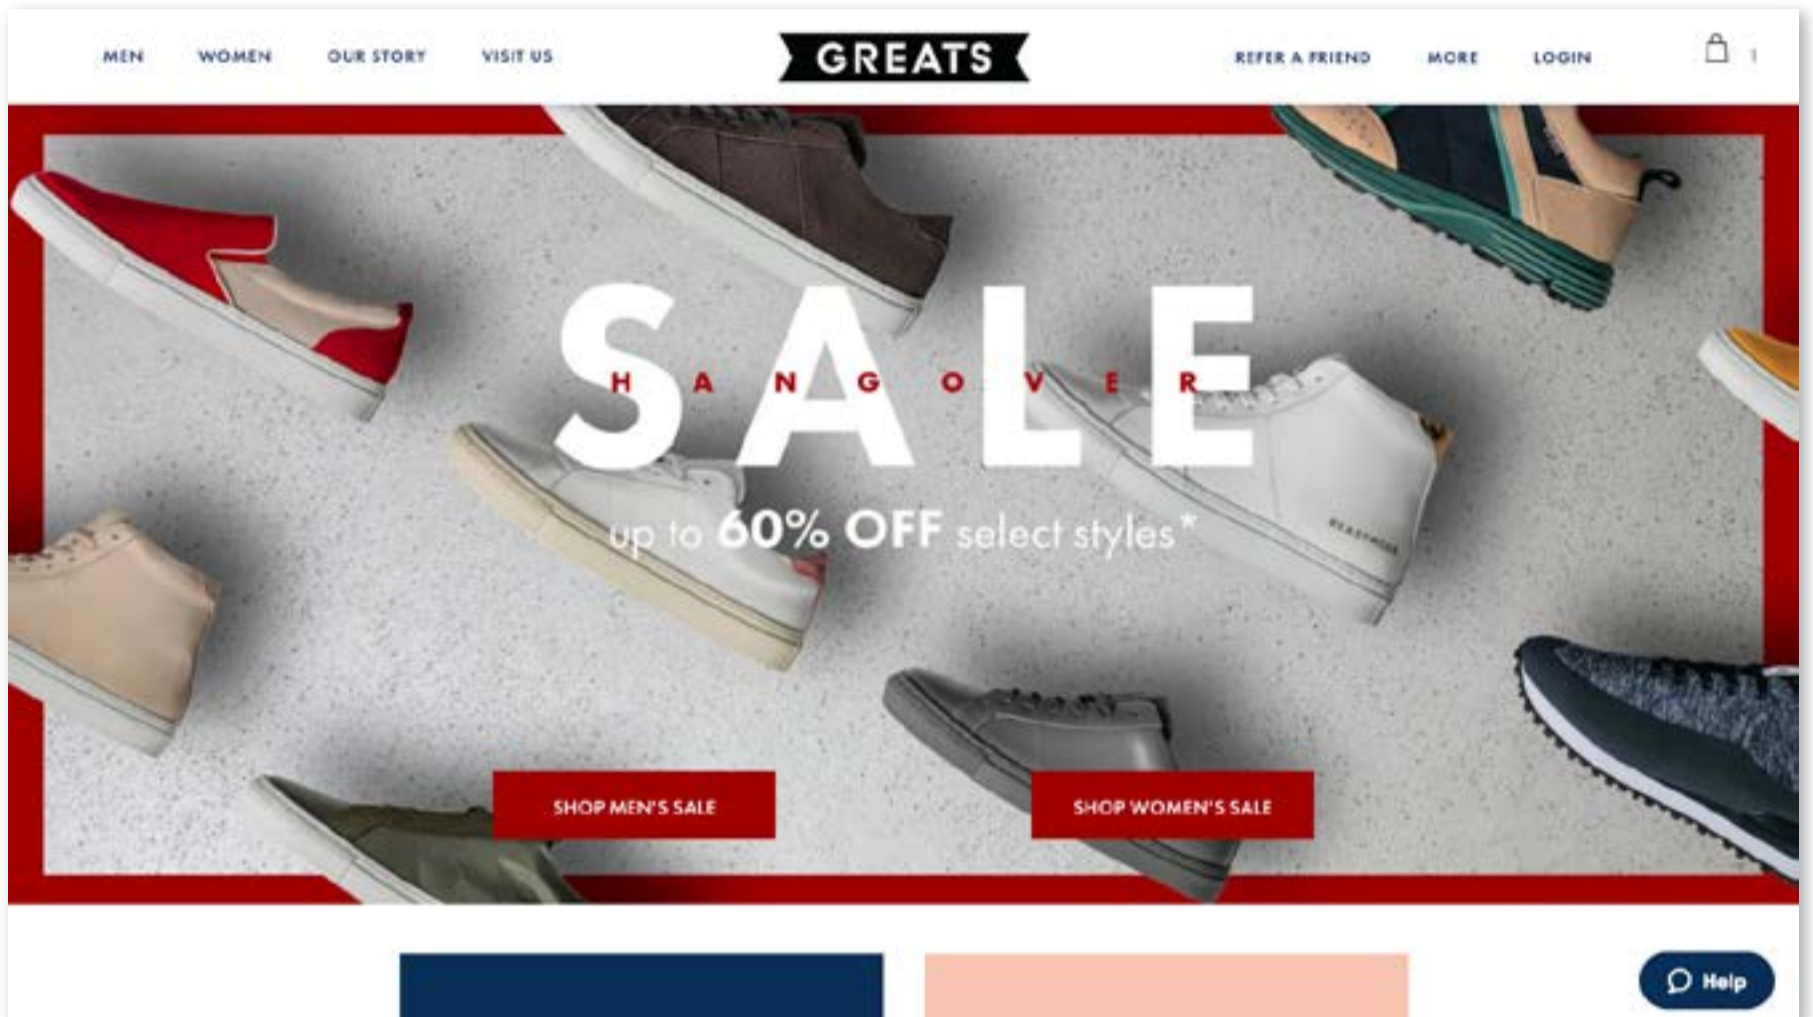 MEN WOMEN OUR STORY VISIT US GREATS REFER A FRIEND MORE LOGIN 1
SALE
HANGOVER
up to 60% OFF select styles*
SHOP MEN'S SALE SHOP WOMEN'S SALE
Help